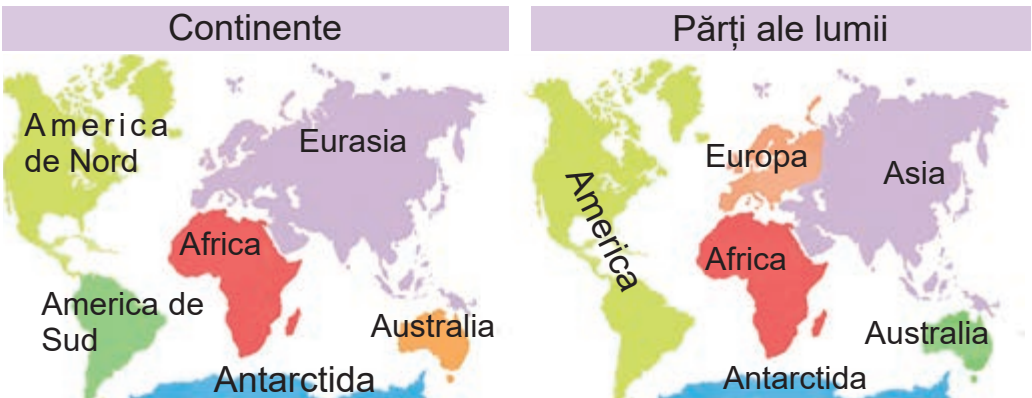 Continente
America
de Nord
Eurasia
Africa
America de
Sud
Australia
Antarctida
Părți ale lumii
Europa
Asia
America
Africa
Australia
Antarctida